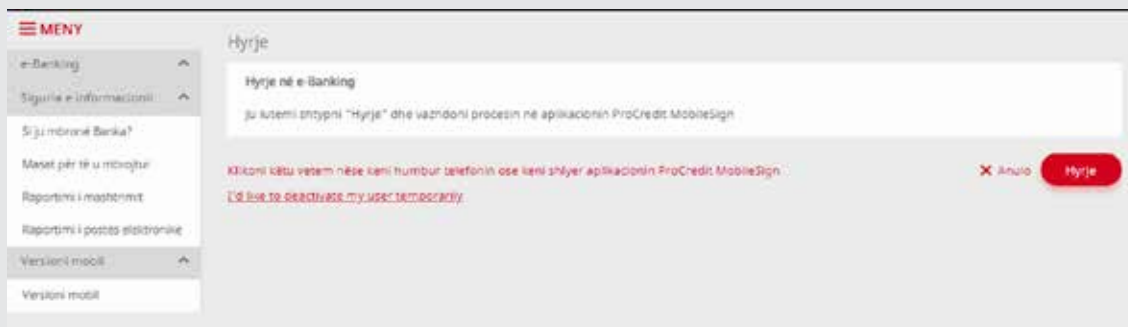 MENY
e-Banking
Siguria e informacionit
Si ju mbronë Banka?
Masat për të u mbrojtur
Raportimi i mashtrimit
Raportimi i postës elektronike
Versioni mobil
Versioni mobil
Hyrje
Hyrje në e-Banking
Ju lutemi shtypni "Hyrje" dhe vazhdoni procesin në aplikacionin ProCredit MobileSign
Klikoni këtu vetem nëse keni humbur telefonin ose keni shlyer aplikacionin ProCredit MobileSign
Anulo
Hyrje
I'd like to deactivate my user temporarily